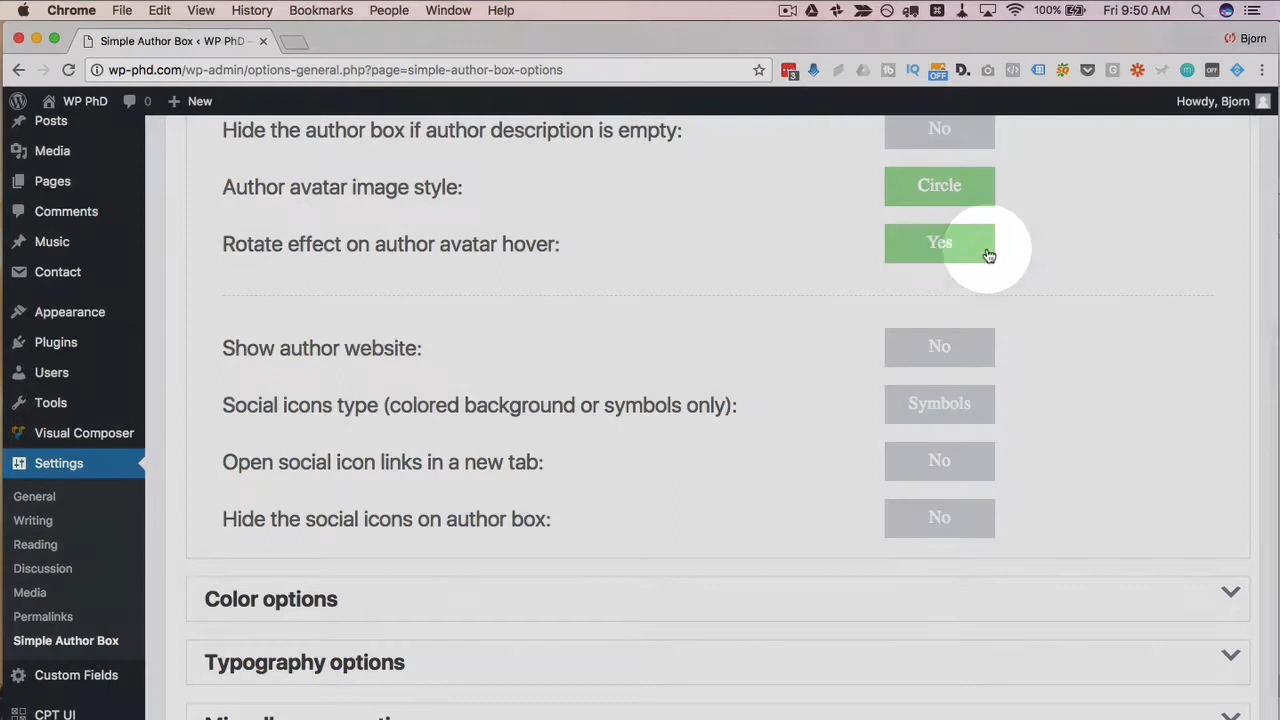 Chrome File Edit View History Bookmarks People Window Help 100% Fri 9:50 AM
Simple Author Box ‹ WP PhD – Bjorn
wp-phd.com/wp-admin/options-general.php?page=simple-author-box-options
WP PhD 0 New Howdy, Bjorn
Posts
Media
Pages
Comments
Music
Contact
Appearance
Plugins
Users
Tools
Visual Composer
Settings
General
Writing
Reading
Discussion
Media
Permalinks
Simple Author Box
Custom Fields
CPT UI
Hide the author box if author description is empty: No
Author avatar image style: Circle
Rotate effect on author avatar hover: Yes
Show author website: No
Social icons type (colored background or symbols only): Symbols
Open social icon links in a new tab: No
Hide the social icons on author box: No
Color options
Typography options